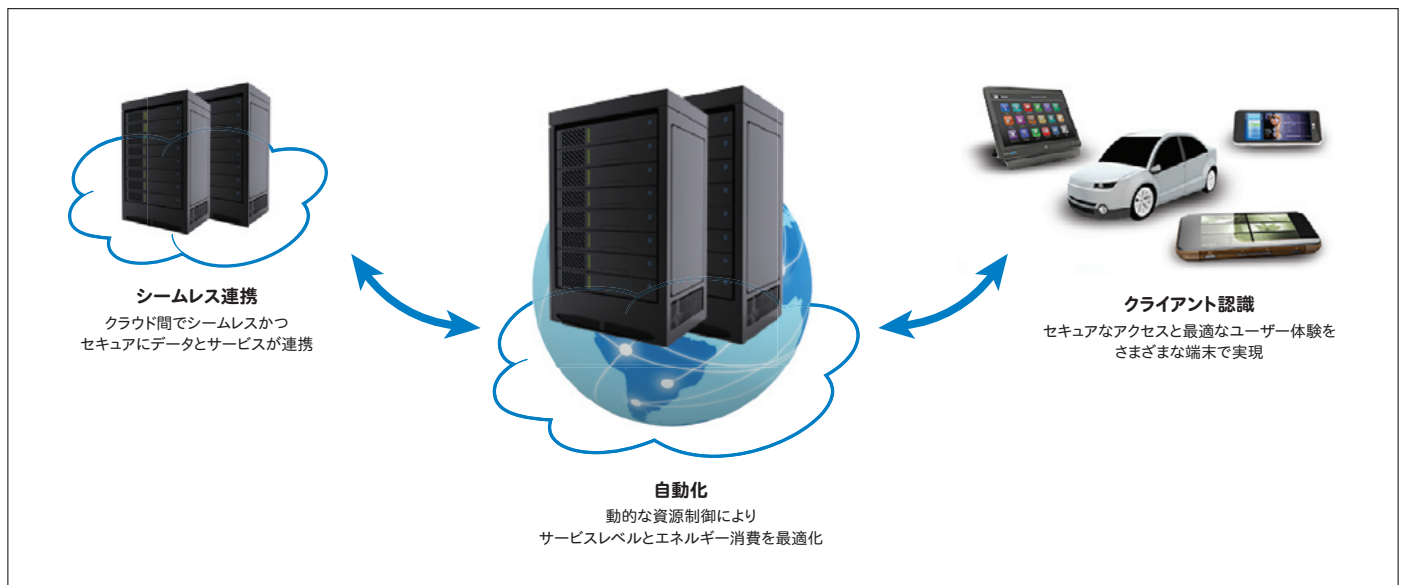 シームレス連携
クラウド間でシームレスかつ
セキュアにデータとサービスが連携
自動化
動的な資源制御により
サービスレベルとエネルギー消費を最適化
クライアント認識
セキュアなアクセスと最適なユーザー体験を
さまざまな端末で実現